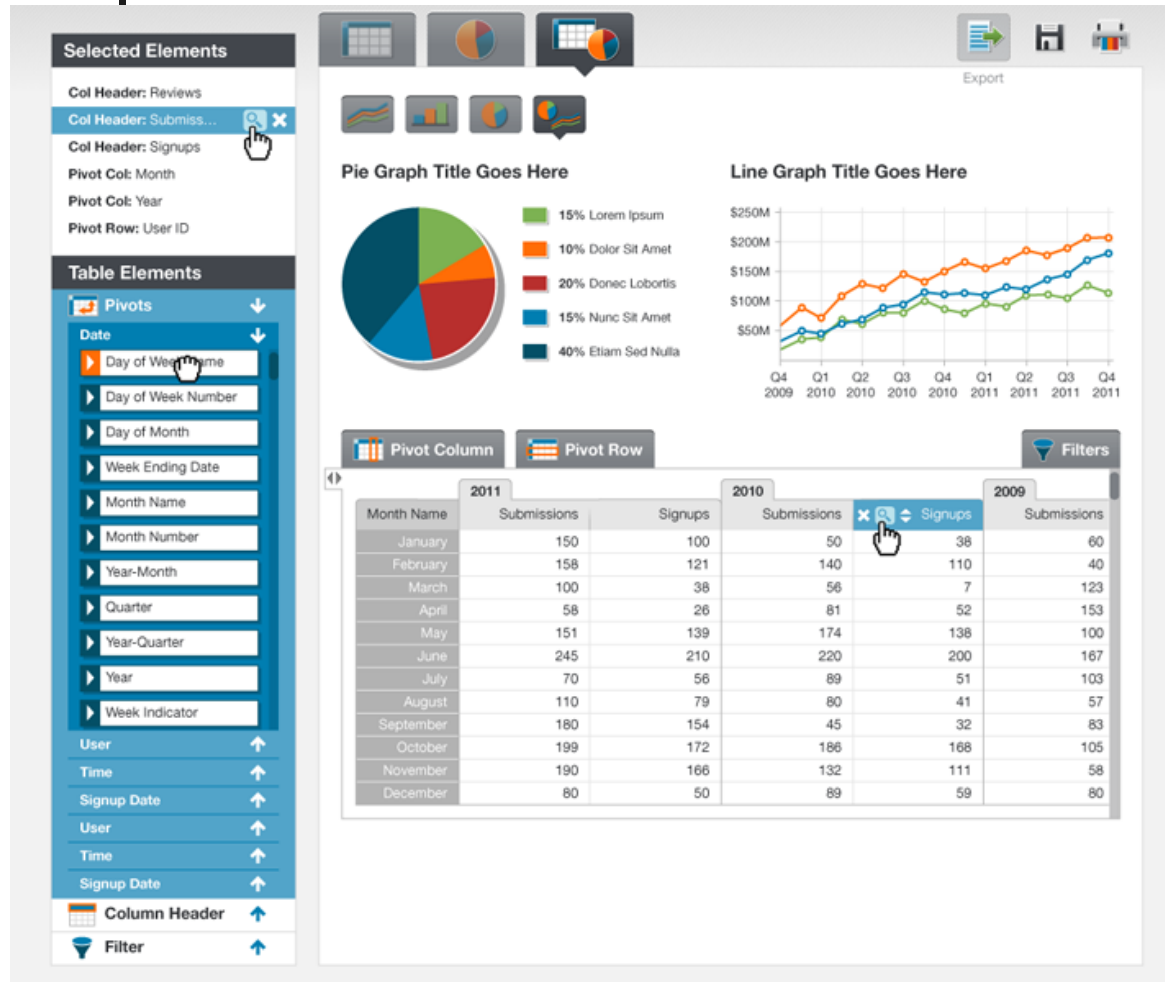 Selected Elements
Col Header: Reviews
Col Header: Submiss...
Col Header: Signups
Pivot Col: Month
Pivot Col: Year
Pivot Row: User ID
Table Elements
Pivots
Date
Day of Week Name
Day of Week Number
Day of Month
Week Ending Date
Month Name
Month Number
Year-Month
Quarter
Year-Quarter
Year
Week Indicator
User
Time
Signup Date
User
Time
Signup Date
Column Header
Filter
Export
Pie Graph Title Goes Here
15% Lorem Ipsum
10% Dolor Sit Amet
20% Donec Lobortis
15% Nunc Sit Amet
40% Etiam Sed Nulla
Line Graph Title Goes Here
$250M
$200M
$150M
$100M
$50M
Q4 Q1 Q2 Q3 Q4 Q1 Q2 Q3 Q4
2009 2010 2010 2010 2010 2011 2011 2011 2011
Pivot Column Pivot Row Filters
2011 2010 2009
Month Name Submissions Signups Submissions Signups Submissions
January 150 100 50 38 60
February 158 121 140 110 40
March 100 38 56 7 123
April 58 26 81 52 153
May 151 139 174 138 100
June 245 210 220 200 167
July 70 56 89 51 103
August 110 79 80 41 57
September 180 154 45 32 83
October 199 172 186 168 105
November 190 166 132 111 58
December 80 50 89 59 80